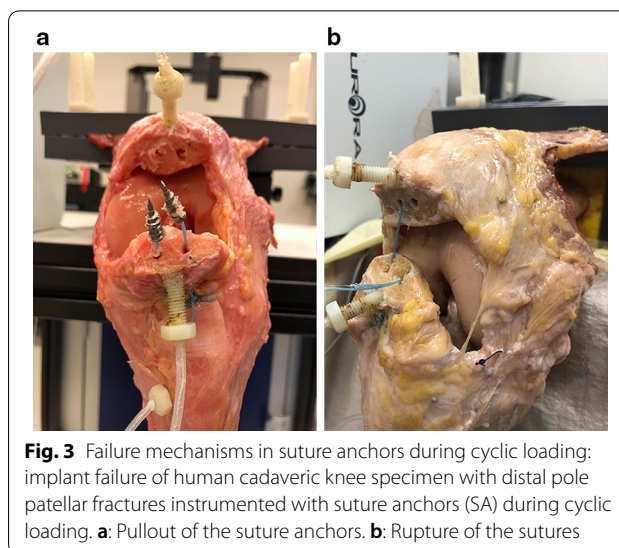 a
b
URORA
Fig. 3 Failure mechanisms in suture anchors during cyclic loading:
implant failure of human cadaveric knee specimen with distal pole
patellar fractures instrumented with suture anchors (SA) during cyclic
loading. a: Pullout of the suture anchors. b: Rupture of the sutures